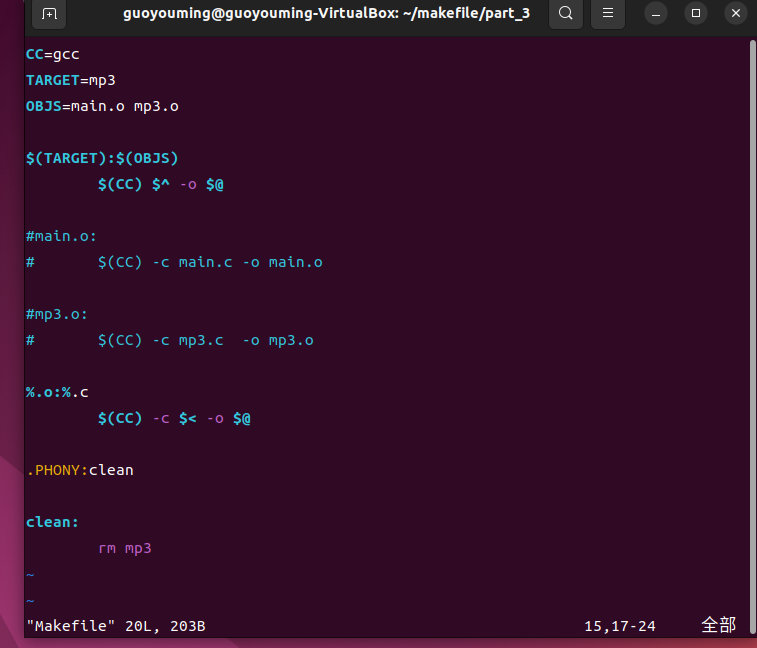 guoyouming@guoyouming-VirtualBox: ~/makefile/part_3
CC=gcc
TARGET=mp3
OBJS=main.o mp3.o
$(TARGET):$(OBJS)
$(CC) $^ -o $@
#main.o:
# $(CC) -c main.c -o main.o
#mp3.o:
# $(CC) -c mp3.c  -o mp3.o
%.o:%.c
$(CC) -c $< -o $@
.PHONY:clean
clean:
rm mp3
~
~
"Makefile" 20L, 203B 15,17-24 全部